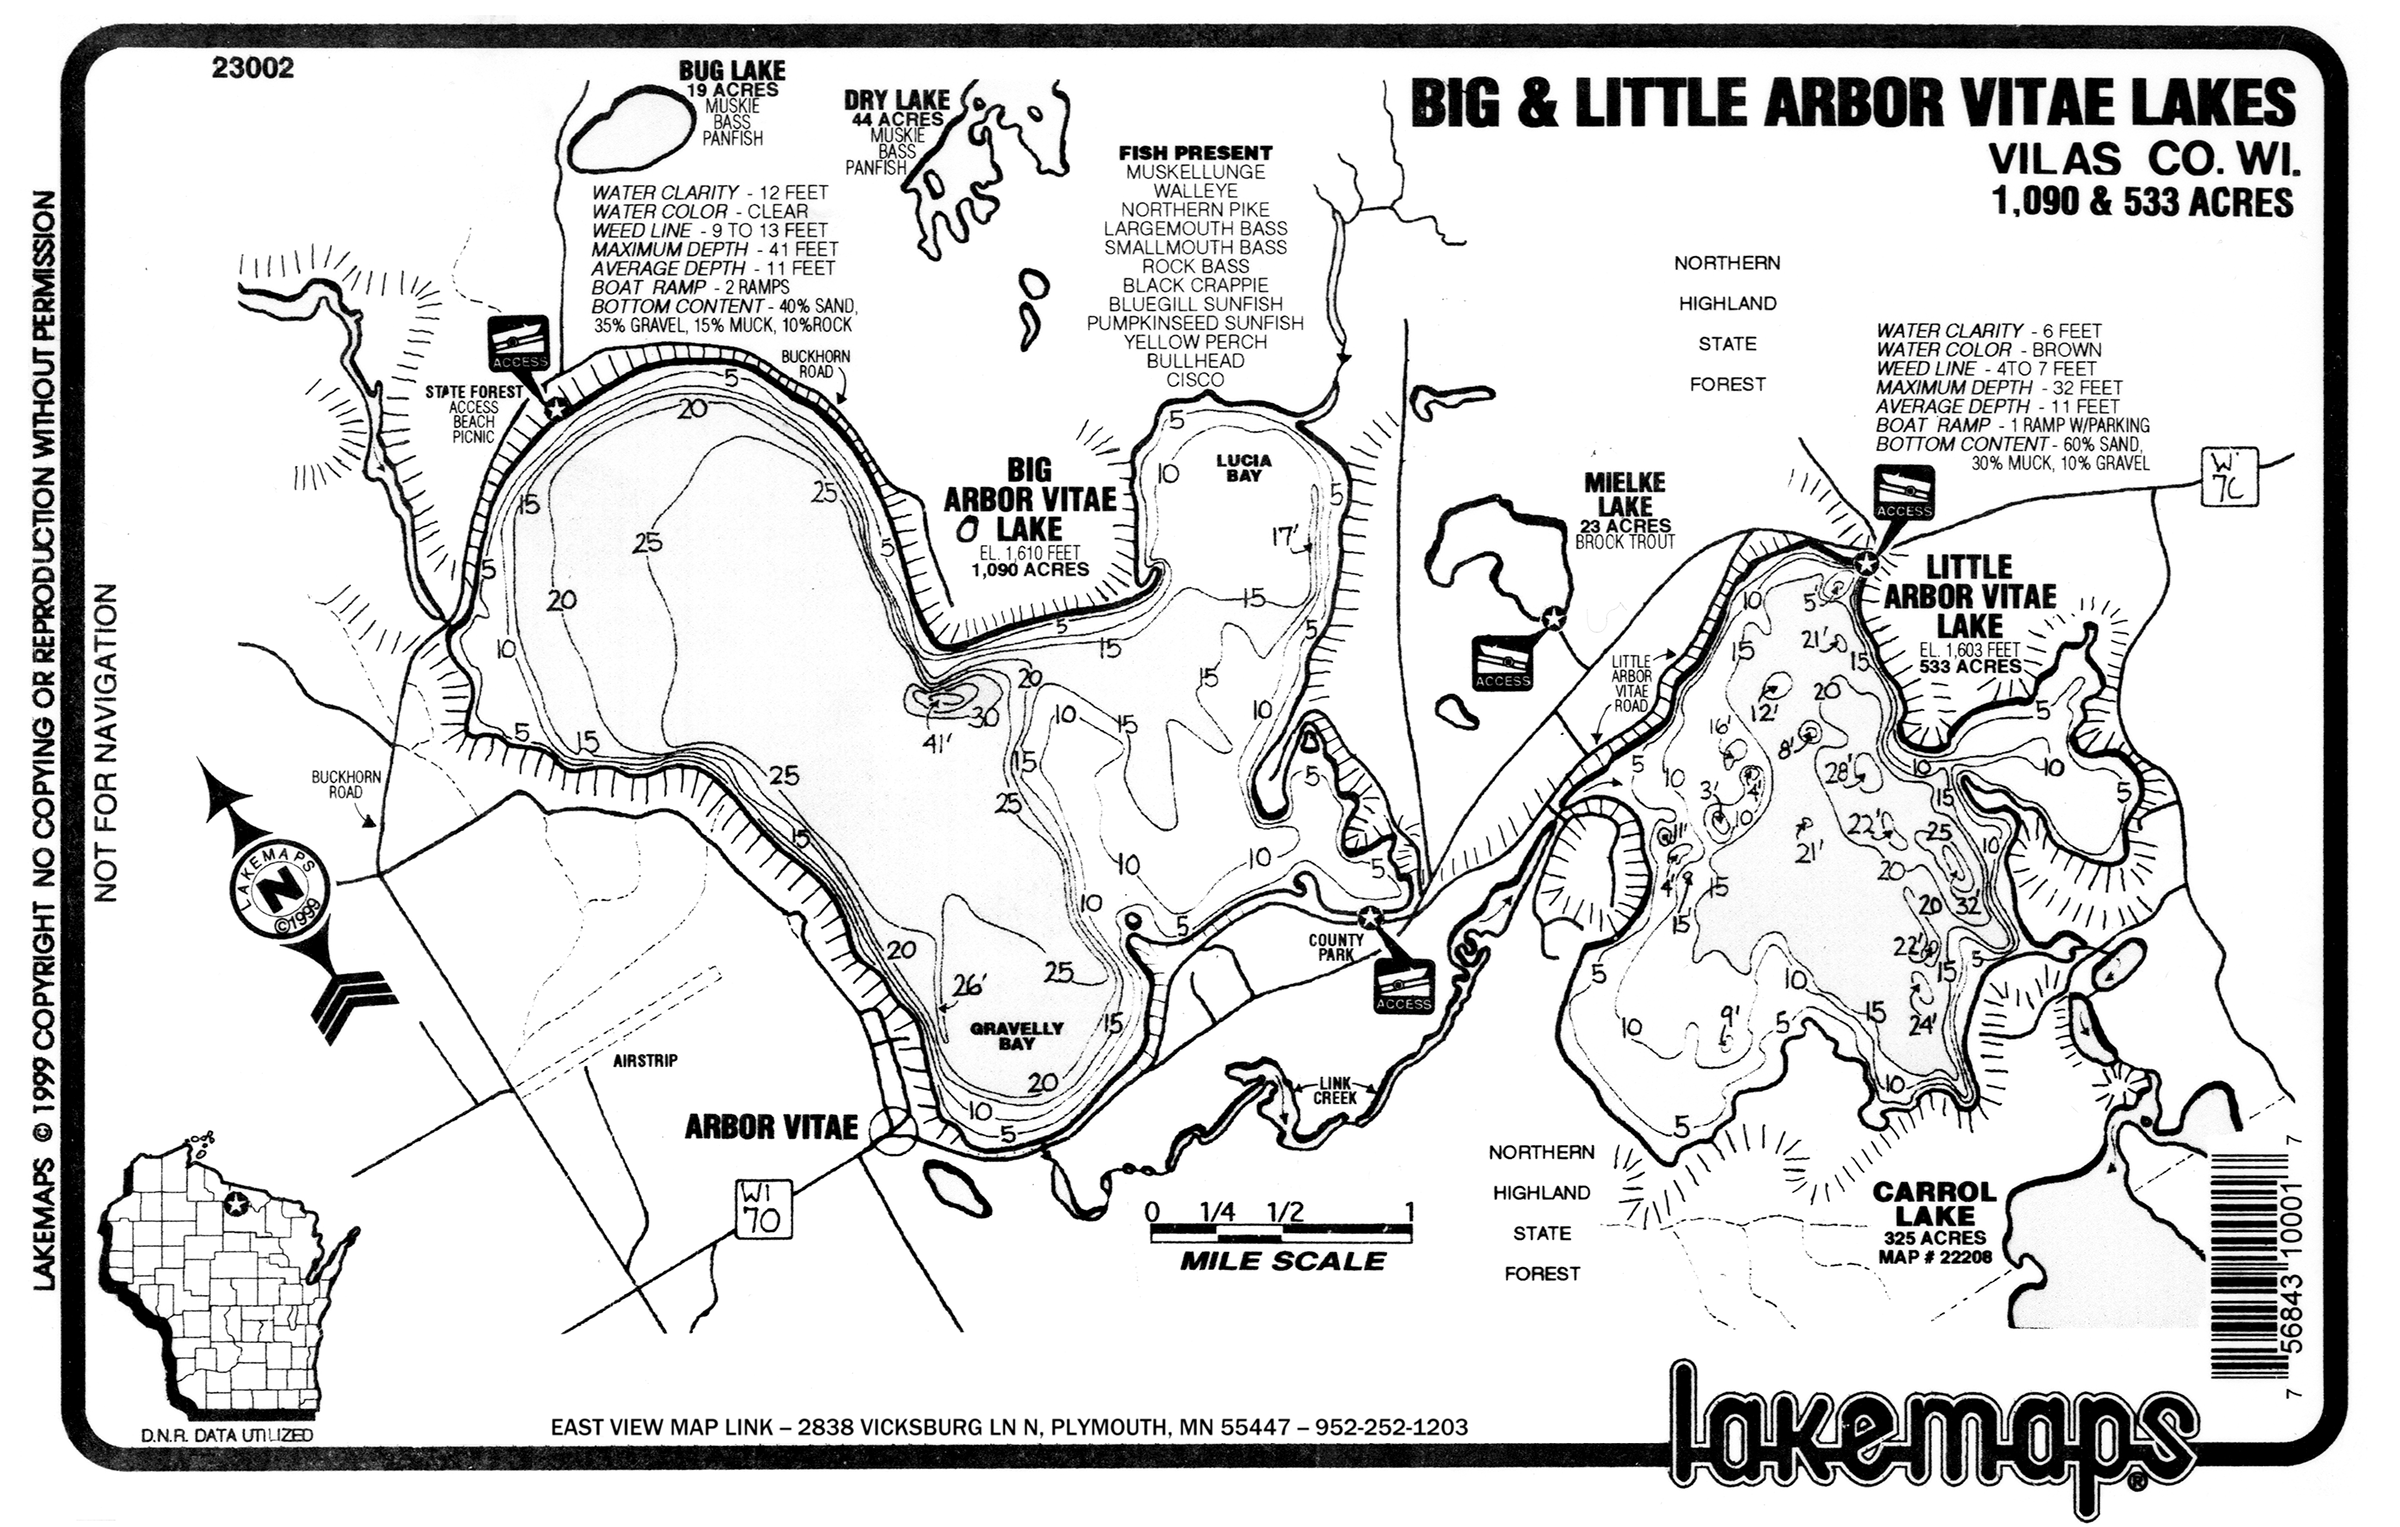 23002
BIG & LITTLE ARBOR VITAE LAKES
VILAS CO. WI.
1,090 & 533 ACRES
BUG LAKE
19 ACRES
MUSKIE
BASS
PANFISH
DRY LAKE
44 ACRES
MUSKIE
BASS
PANFISH
WATER CLARITY - 12 FEET
WATER COLOR - CLEAR
WEED LINE - 9 TO 13 FEET
MAXIMUM DEPTH - 41 FEET
AVERAGE DEPTH - 11 FEET
BOAT RAMP - 2 RAMPS
BOTTOM CONTENT - 40% SAND,
35% GRAVEL, 15% MUCK, 10%ROCK
FISH PRESENT
MUSKELLUNGE
WALLEYE
NORTHERN PIKE
LARGEMOUTH BASS
SMALLMOUTH BASS
ROCK BASS
BLACK CRAPPIE
BLUEGILL SUNFISH
PUMPKINSEED SUNFISH
YELLOW PERCH
BULLHEAD
CISCO
NORTHERN
HIGHLAND
STATE
FOREST
WATER CLARITY - 6 FEET
WATER COLOR - BROWN
WEED LINE - 4TO 7 FEET
MAXIMUM DEPTH - 32 FEET
AVERAGE DEPTH - 11 FEET
BOAT RAMP - 1 RAMP W/PARKING
BOTTOM CONTENT - 60% SAND,
30% MUCK, 10% GRAVEL
ACCESS
STATE FOREST
ACCESS
BEACH
PICNIC
BUCKHORN
ROAD
BIG
ARBOR VITAE
LAKE
EL. 1,610 FEET
1,090 ACRES
LUCIA
BAY
MIELKE
LAKE
23 ACRES
BROCK TROUT
ACCESS
ACCESS
LITTLE
ARBOR VITAE
LAKE
EL. 1,603 FEET
533 ACRES
LITTLE
ARBOR
VITAE
ROAD
5
20
25
15
25
5
5
20
10
5
15
5
10
17'
5
15
5
5
15
20
30
41'
15
10
15
10
15
25
5
25
15
10
10
5
10
5
20
25
26'
15
20
10
5
GRAVELLY
BAY
BUCKHORN
ROAD
COUNTY
PARK
ACCESS
LINK
CREEK
AIRSTRIP
ARBOR VITAE
WI
70
10
5'
21'
15
15
12'
20
16'
8'
28'
5
10
3'
4'
10
11'
4'
8
15
15'
21'
22'
25
20
20
32
22'
15
5
24'
10
15
5
9'
10
5
5
10
10
15
10
5
10
5
LAKEMAPS
N
©1999
0 1/4 1/2 1
MILE SCALE
NORTHERN
HIGHLAND
STATE
FOREST
CARROL
LAKE
325 ACRES
MAP # 22208
D.N.R. DATA UTILIZED
EAST VIEW MAP LINK – 2838 VICKSBURG LN N, PLYMOUTH, MN 55447 – 952-252-1203
lakemaps®
7 56843 10001 7
7
LAKEMAPS © 1999 COPYRIGHT NO COPYING OR REPRODUCTION WITHOUT PERMISSION
NOT FOR NAVIGATION